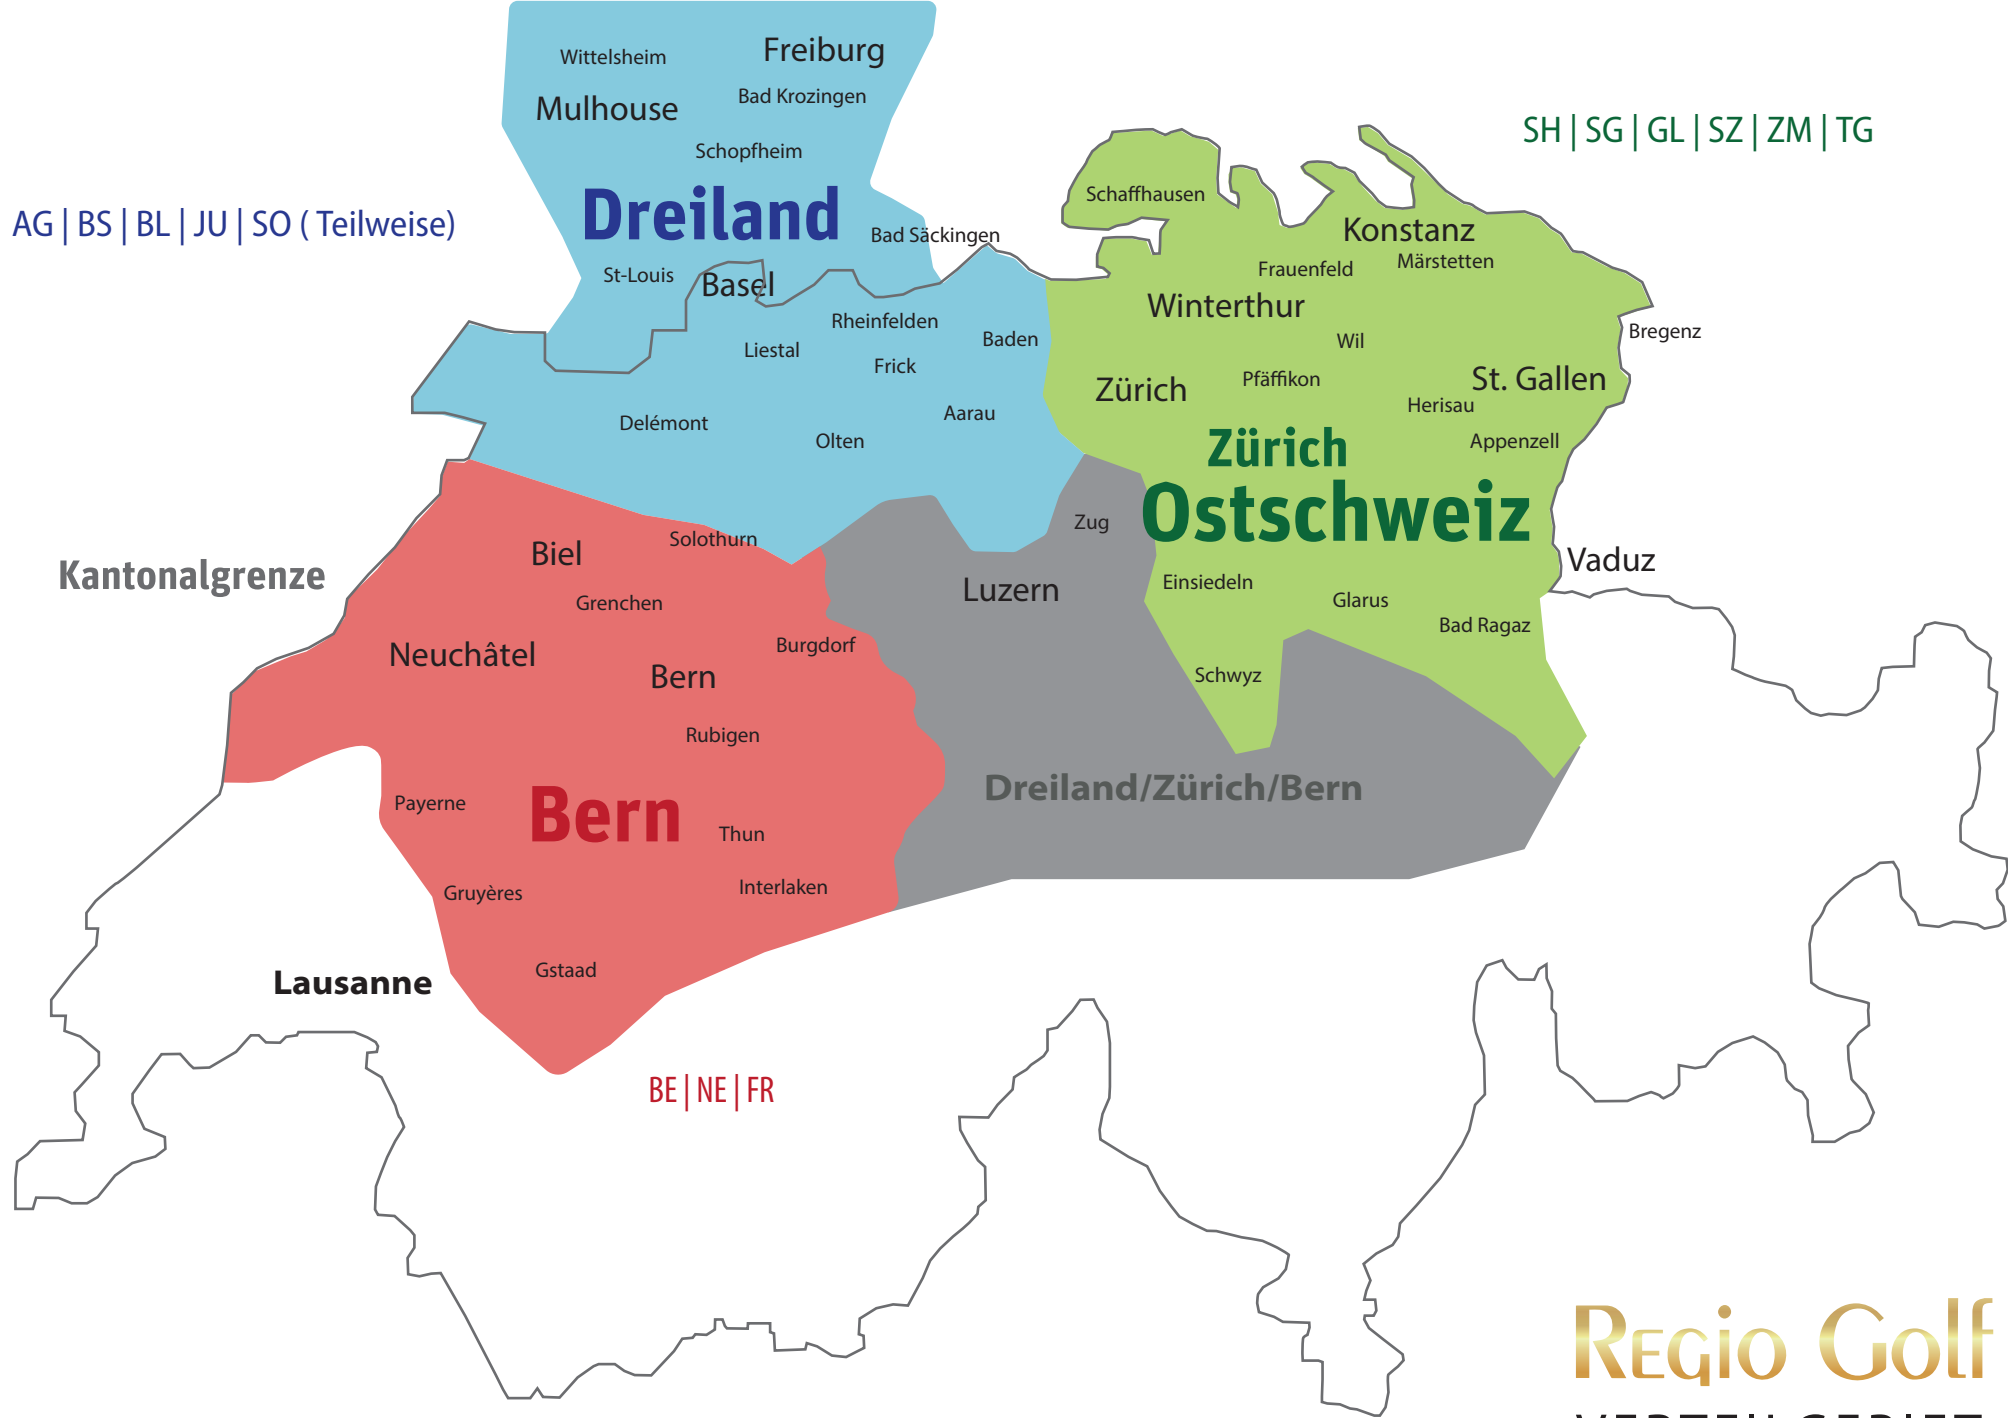 Wittelsheim
Freiburg
Mulhouse
Bad Krozingen
Schopfheim
SH | SG | GL | SZ | ZM | TG
AG | BS | BL | JU | SO ( Teilweise)
Dreiland
Bad Säckingen
St-Louis
Basel
Schaffhausen
Konstanz
Frauenfeld
Märstetten
Winterthur
Rheinfelden
Baden
Liestal
Frick
Wil
Bregenz
Zürich
Pfäffikon
St. Gallen
Herisau
Aarau
Delémont
Olten
Appenzell
Zürich
Ostschweiz
Zug
Solothurn
Biel
Kantonalgrenze
Vaduz
Luzern
Einsiedeln
Grenchen
Glarus
Bad Ragaz
Burgdorf
Neuchâtel
Bern
Schwyz
Rubigen
Dreiland/Zürich/Bern
Payerne
Bern
Thun
Gruyères
Interlaken
Gstaad
Lausanne
BE | NE | FR
Regio Golf